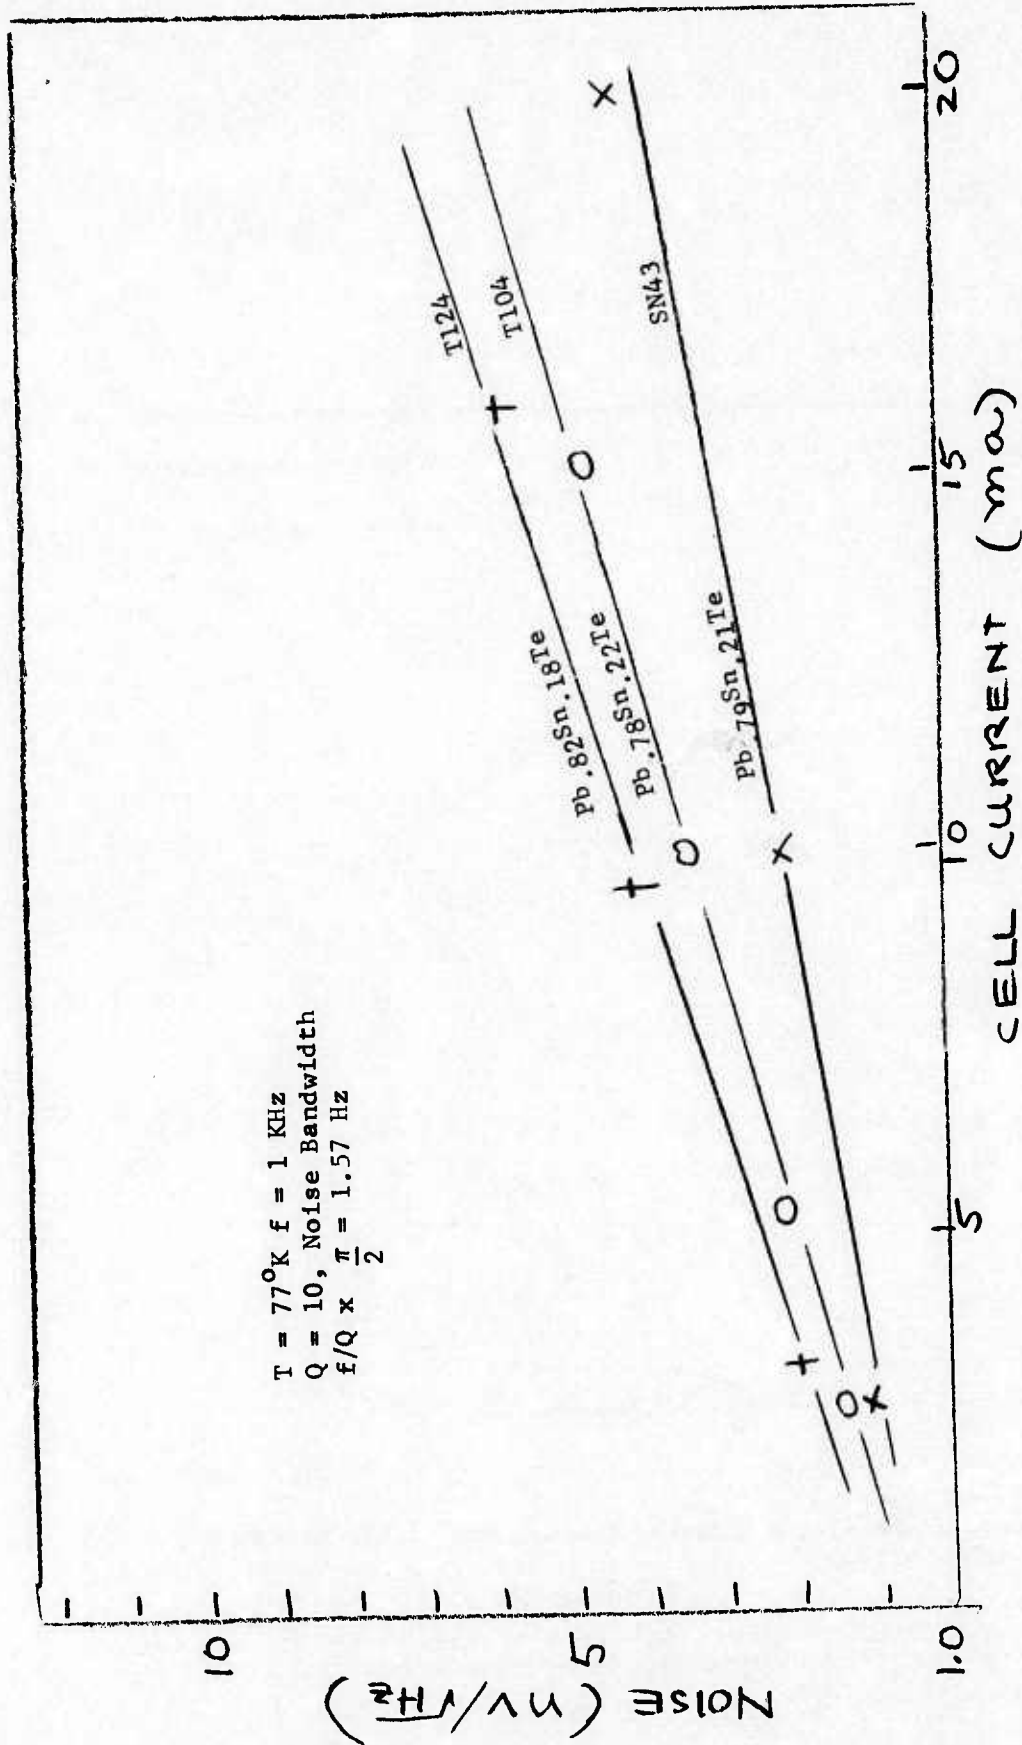 T = 77°K f = 1 KHz
Q = 10, Noise Bandwidth
f/Q x π/2 = 1.57 Hz
T124
T104
SN43
Pb.82Sn.18Te
Pb.78Sn.22Te
Pb.79Sn.21Te
NOISE (nV/√Hz)
10
5
1.0
5
10
15
20
CELL CURRENT (ma)